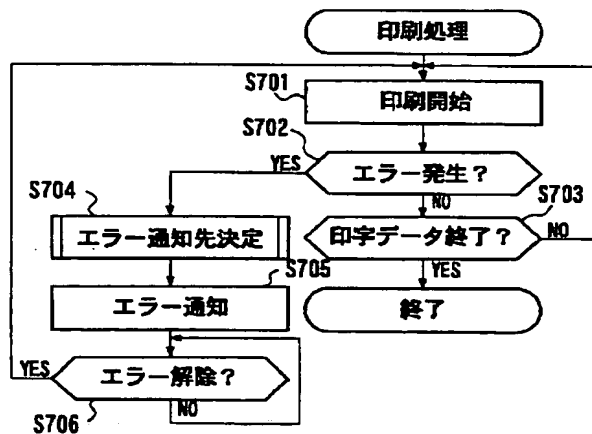 印刷処理
S701
印刷開始
S702
エラー発生？
YES
NO
S703
印字データ終了？
NO
YES
終了
S704
エラー通知先決定
S705
エラー通知
エラー解除？
YES
NO
S706